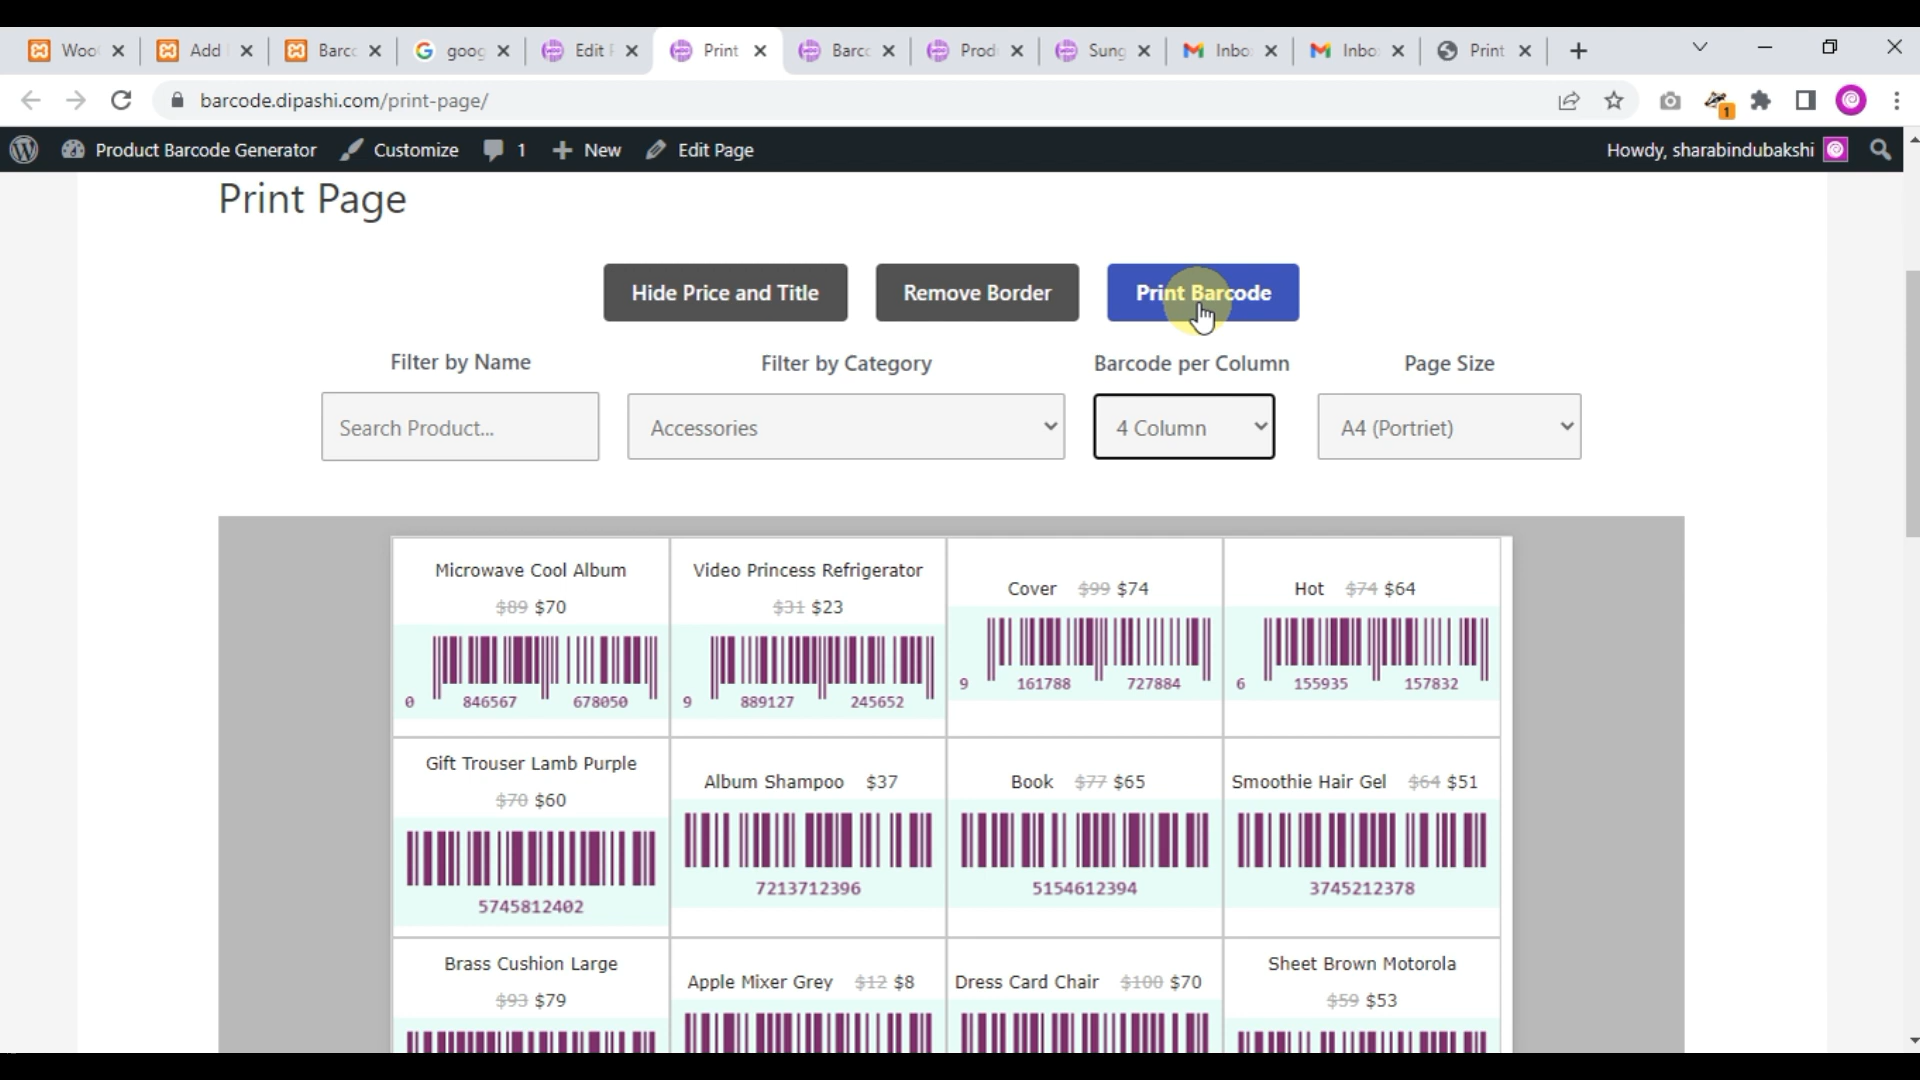 Woo Add Barco goog Edit Print Barco Prod Sung Inbo Inbo Print
barcode.dipashi.com/print-page/
1
Product Barcode Generator Customize 1 New Edit Page Howdy, sharabindubakshi
Print Page
Hide Price and Title Remove Border Print Barcode
Filter by Name Filter by Category Barcode per Column Page Size
Search Product... Accessories 4 Column A4 (Portriet)
Microwave Cool Album
$89 $70
0 846567 678050
Video Princess Refrigerator
$31 $23
9 889127 245652
Cover $99 $74
9 161788 727884
Hot $74 $64
6 155935 157832
Gift Trouser Lamb Purple
$70 $60
5745812402
Album Shampoo $37
7213712396
Book $77 $65
5154612394
Smoothie Hair Gel $64 $51
3745212378
Brass Cushion Large
$93 $79
Apple Mixer Grey $12 $8
Dress Card Chair $100 $70
Sheet Brown Motorola
$59 $53